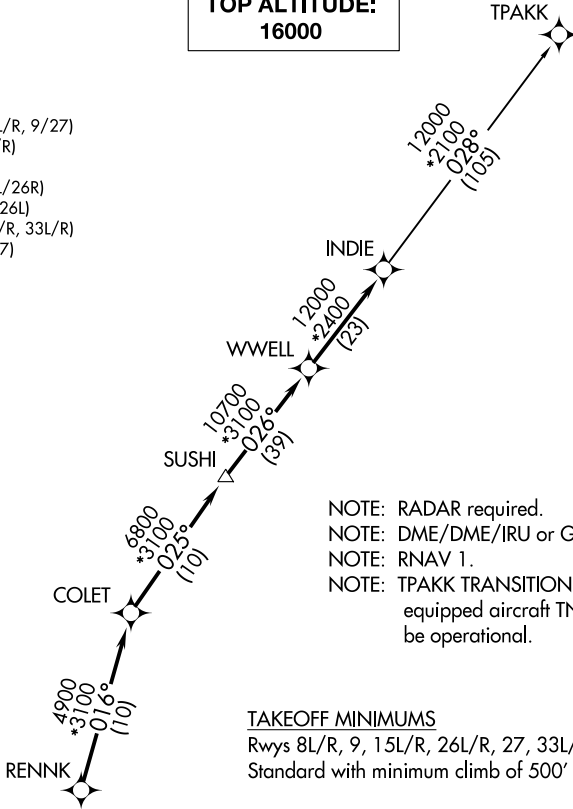 TOP ALTITUDE:
16000
TPAKK
L/R, 9/27)
/R)
L/26R)
26L)
/R, 33L/R)
7)
12000
*2100
028°
(105)
INDIE
12000
*2400
(23)
WWELL
10700
*3100
026°
(39)
SUSHI
6800
*3100
025°
(10)
COLET
4900
*3100
016°
(10)
RENNK
NOTE: RADAR required.
NOTE: DME/DME/IRU or G
NOTE: RNAV 1.
NOTE: TPAKK TRANSITION
equipped aircraft TN
be operational.
TAKEOFF MINIMUMS
Rwys 8L/R, 9, 15L/R, 26L/R, 27, 33L/
Standard with minimum climb of 500'